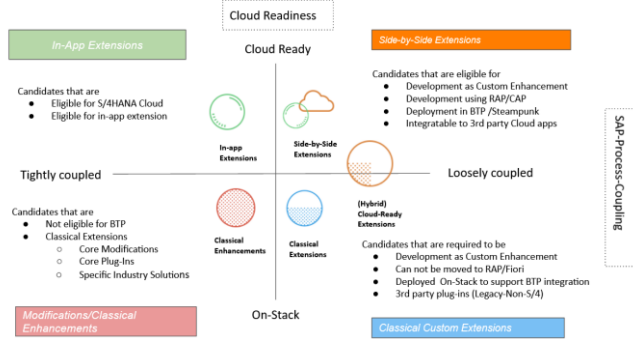 Cloud Readiness
In-App Extensions
Cloud Ready
Side-by-Side Extensions
Candidates that are
Eligible for S/4HANA Cloud
Eligible for in-app extension
Candidates that are eligible for
Development as Custom Enhancement
Development using RAP/CAP
Deployment in BTP /Steampunk
Integratable to 3rd party Cloud apps
In-app
Extensions
Side-by-Side
Extensions
SAP-Process-Coupling
Tightly coupled
Loosely coupled
(Hybrid)
Cloud-Ready
Extensions
Candidates that are
Not eligible for BTP
Classical Extensions
Core Modifications
Core Plug-Ins
Specific Industry Solutions
Classical
Enhancements
Classical
Extensions
Candidates that are required to be
Development as Custom Enhancement
Can not be moved to RAP/Fiori
Deployed On-Stack to support BTP integration
3rd party plug-ins (Legacy-Non-S/4)
Modifications/Classical
Enhancements
On-Stack
Classical Custom Extensions